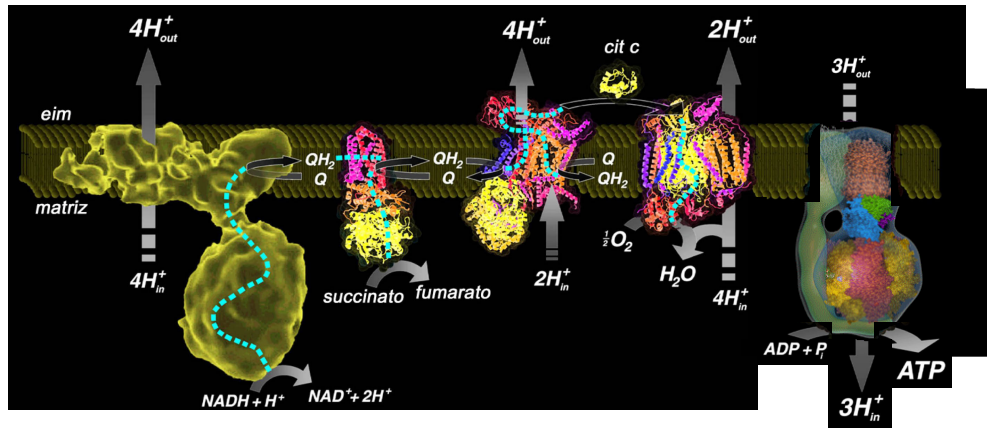 4H⁺out
4H⁺out
cit c
2H⁺out
3H⁺out
eim
QH₂
Q
QH₂
Q
Q
QH₂
matriz
4H⁺in
succinato
fumarato
2H⁺in
½O₂
H₂O
4H⁺in
ADP + Pi
ATP
NADH + H⁺
NAD⁺ + 2H⁺
3H⁺in